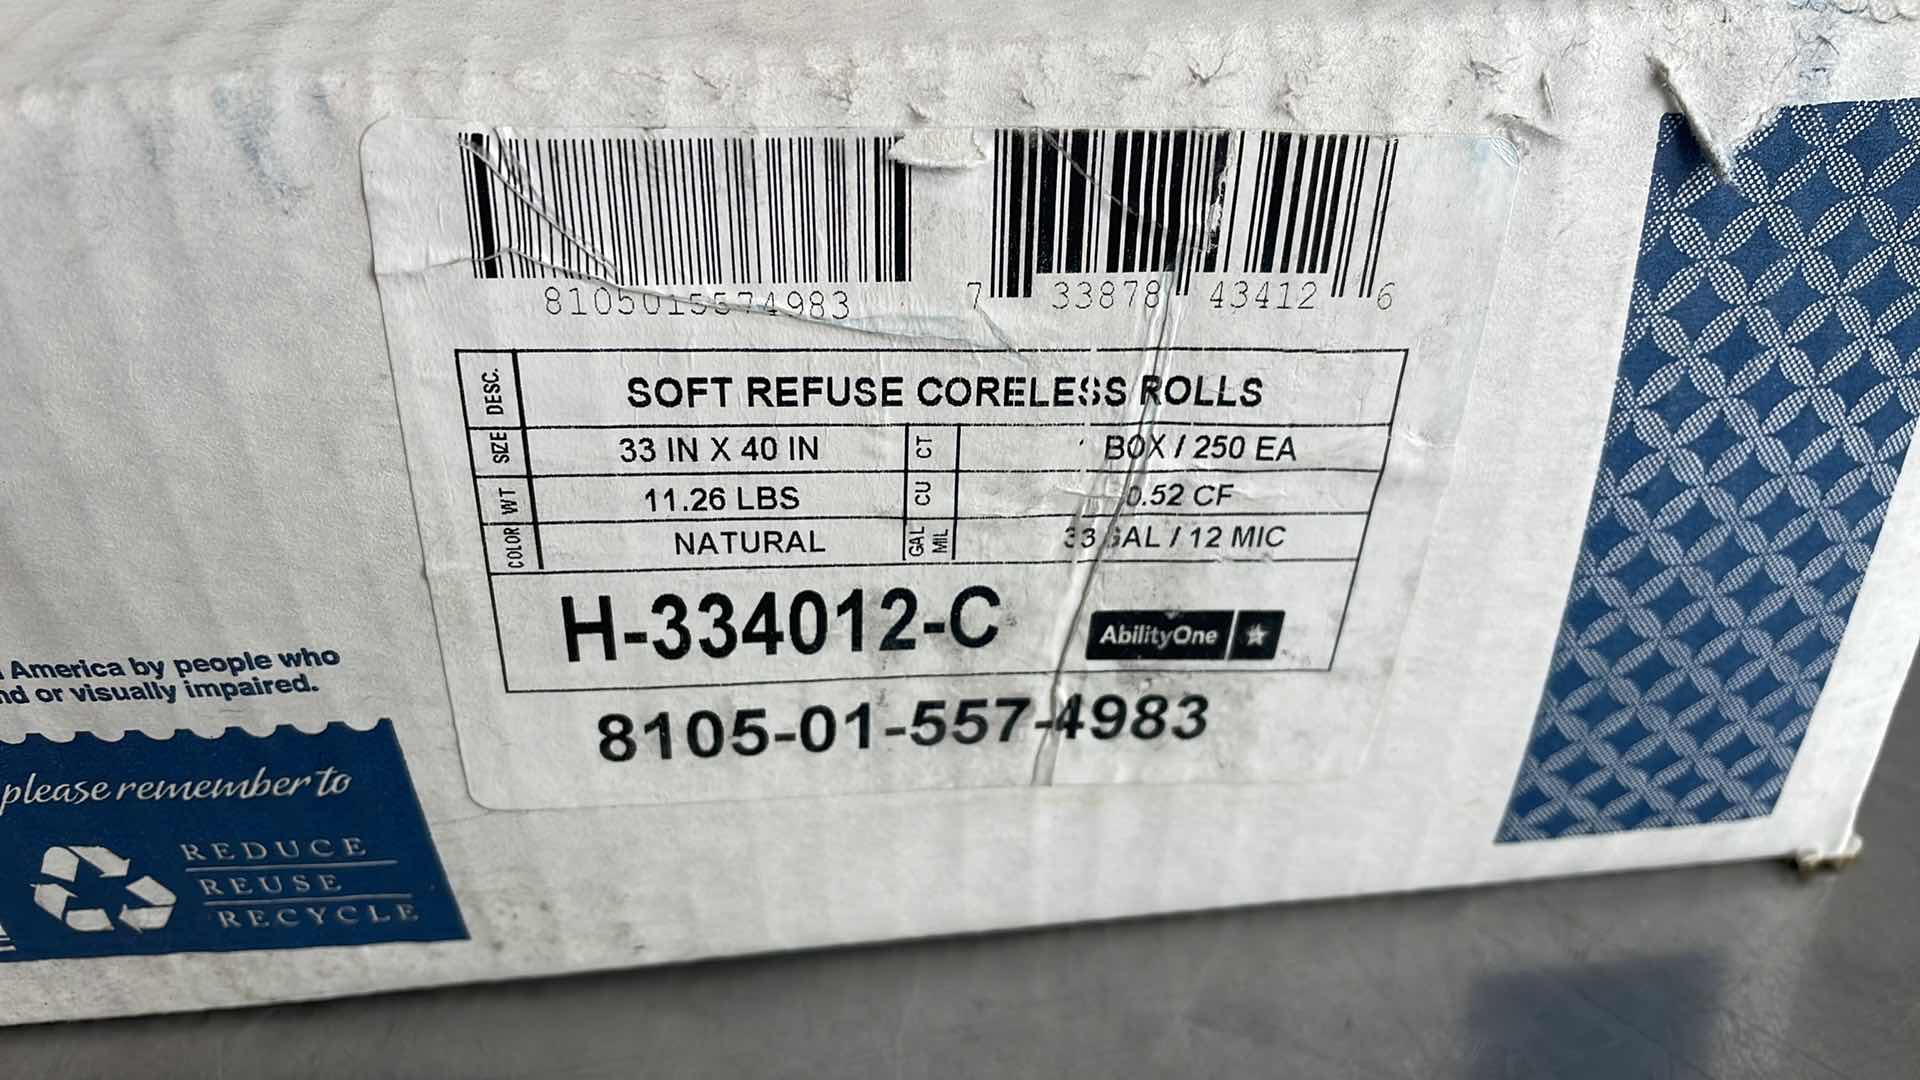 8105015574983
7 33878 43412 6
DESC. SOFT REFUSE CORELESS ROLLS
SIZE 33 IN X 40 IN CT BOX / 250 EA
WT 11.26 LBS CU 0.52 CF
COLOR NATURAL GAL MIL 33 GAL / 12 MIC
H-334012-C AbilityOne
8105-01-557-4983
America by people who
or visually impaired.
please remember to
REDUCE
REUSE
RECYCLE